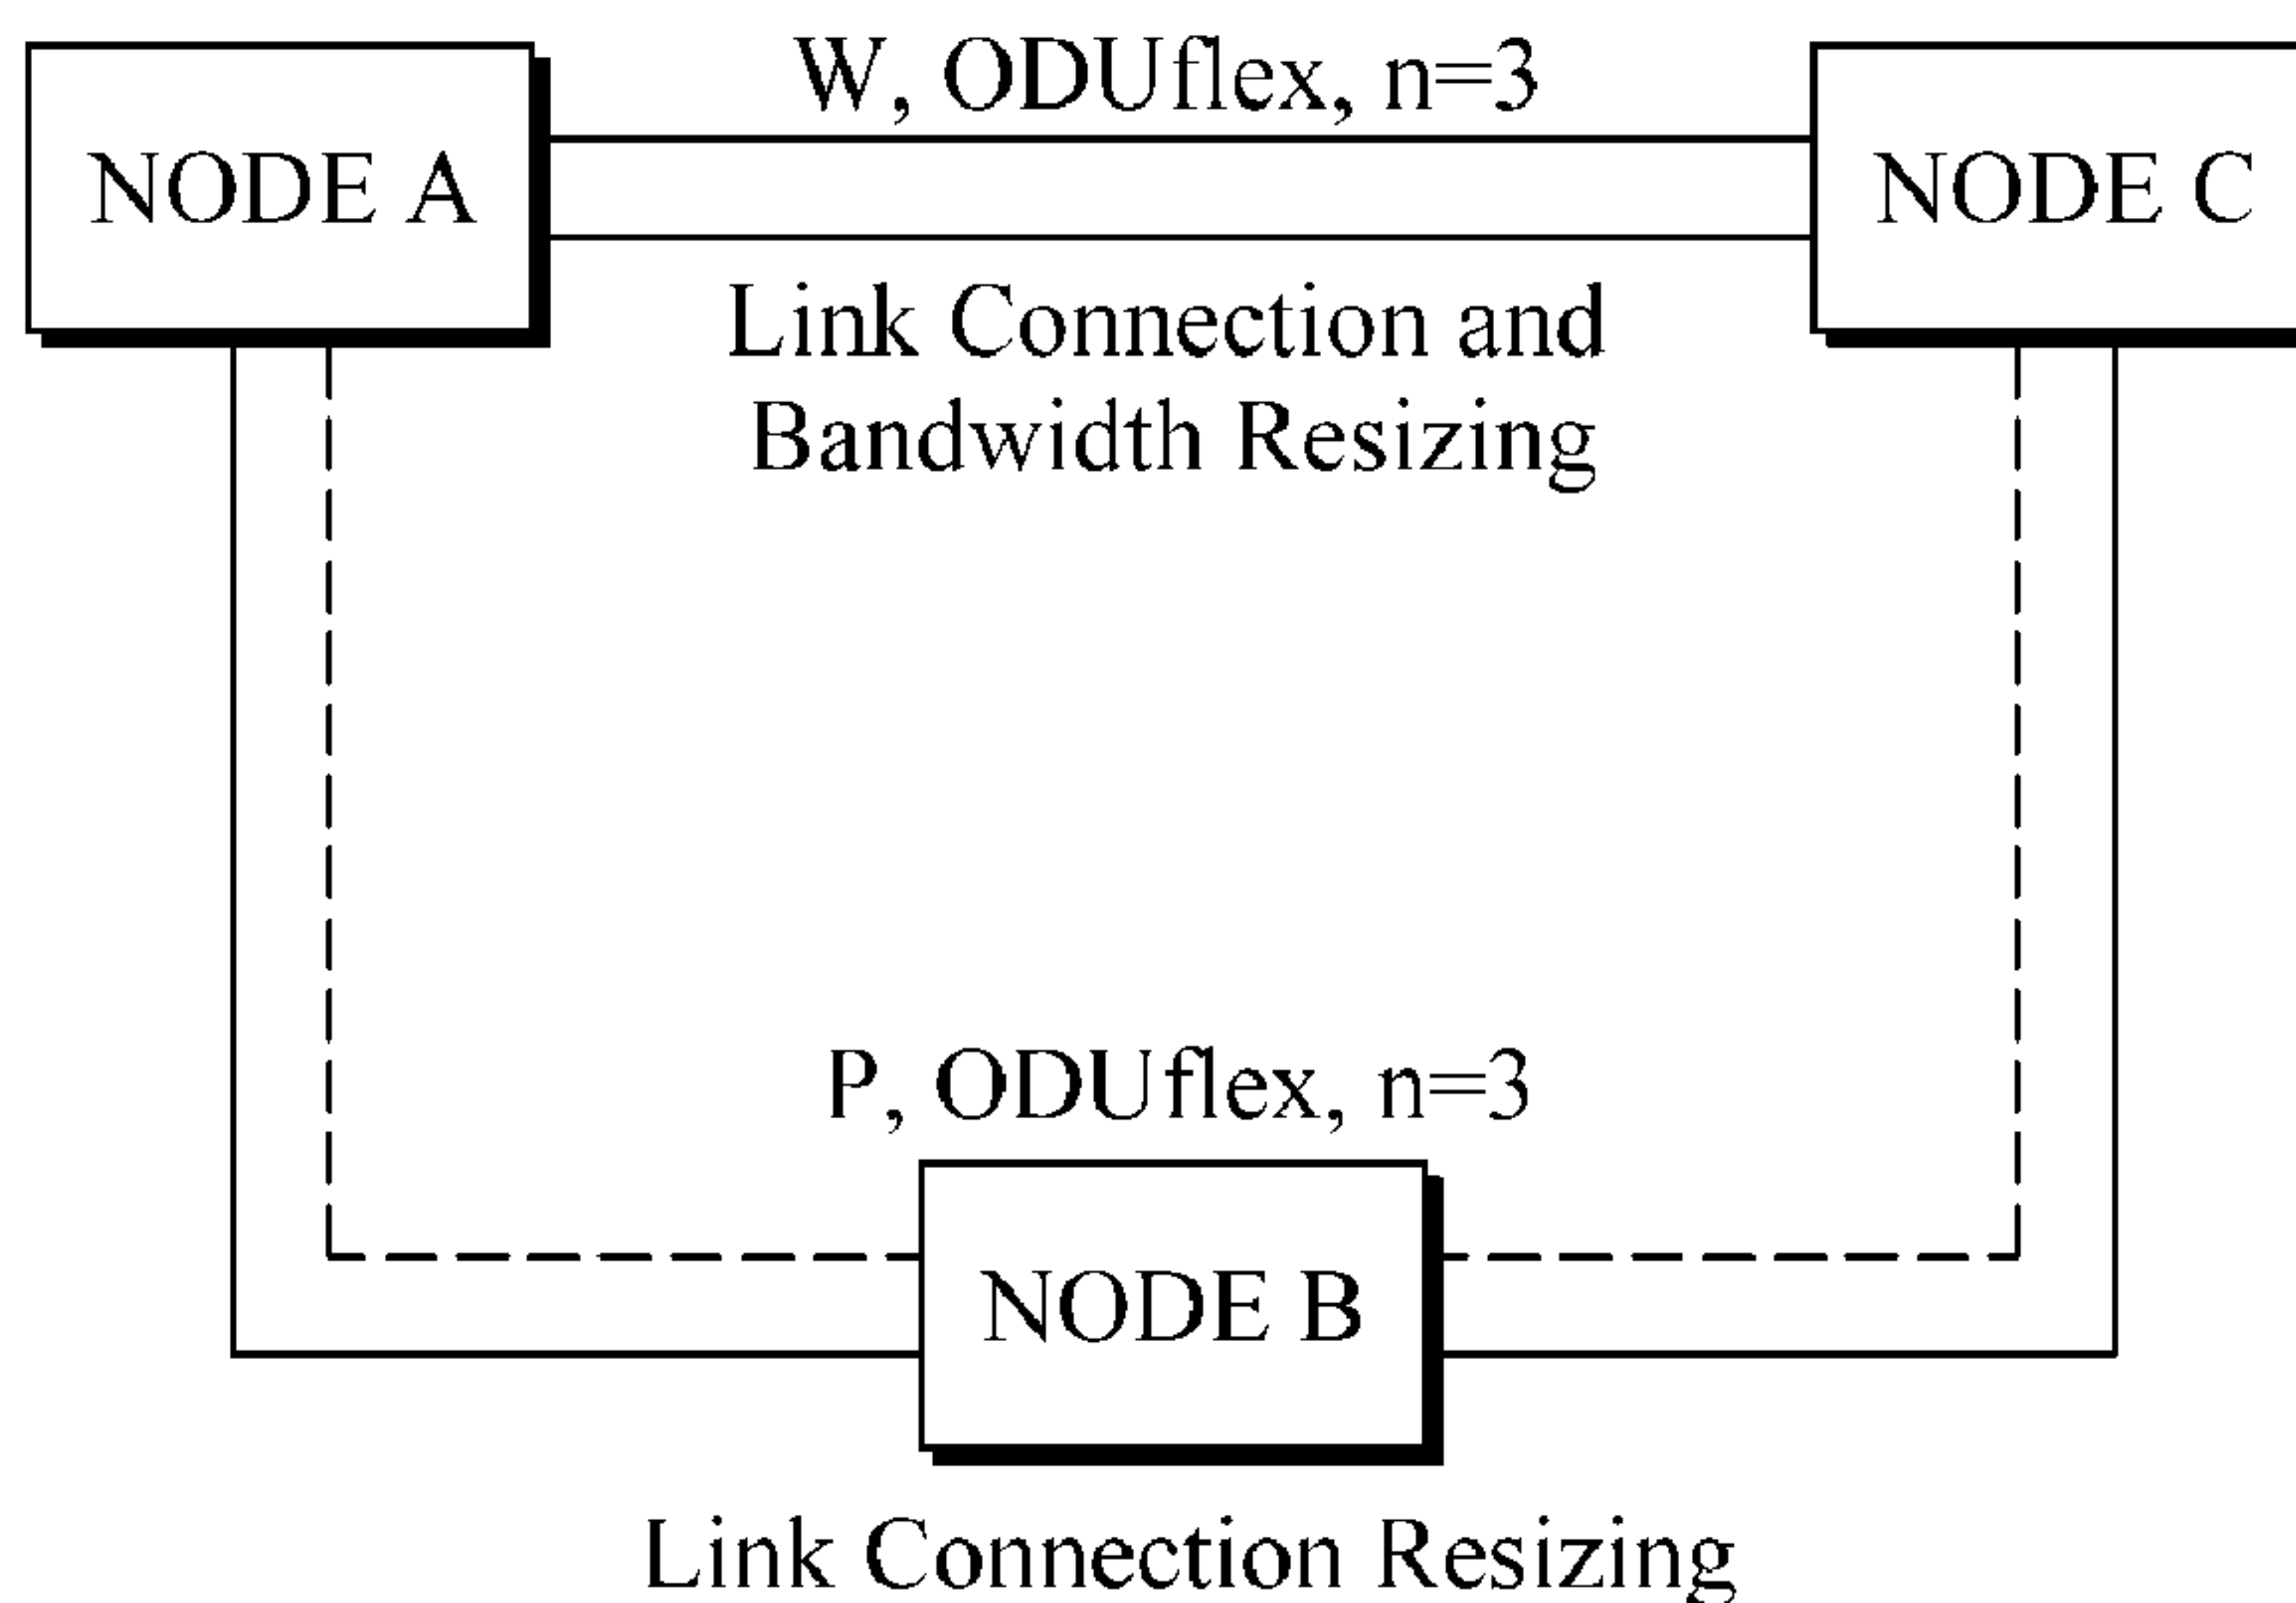 W, ODUflex, n=3
NODE A
NODE C
Link Connection and
Bandwidth Resizing
P, ODUflex, n=3
NODE B
Link Connection Resizing